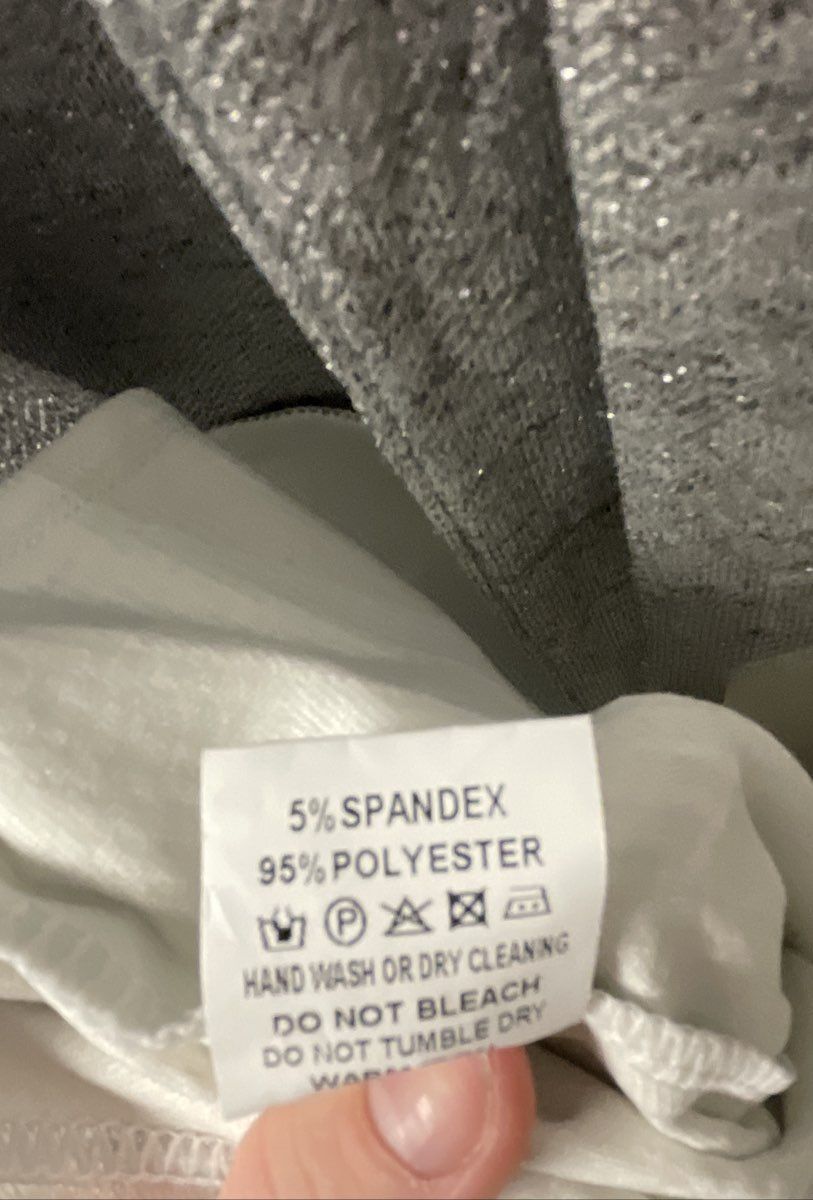 5% SPANDEX
95% POLYESTER
P
HAND WASH OR DRY CLEANING
DO NOT BLEACH
DO NOT TUMBLE DRY